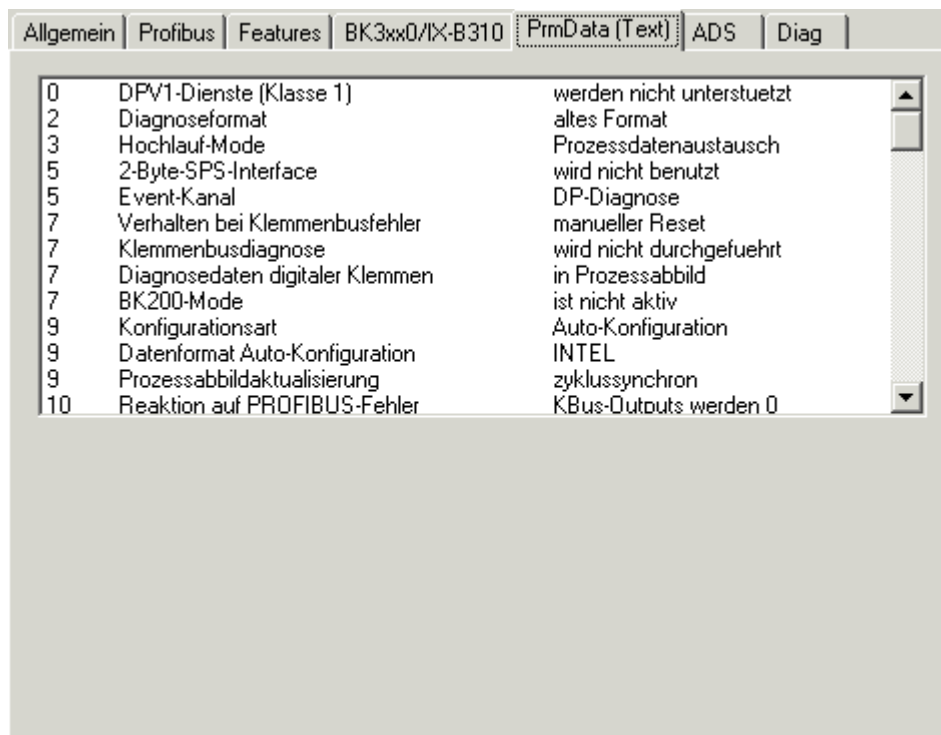 Allgemein Profibus Features BK3xx0/IX-B310 PrmData (Text) ADS Diag
0 DPV1-Dienste (Klasse 1) werden nicht unterstuetzt
2 Diagnoseformat altes Format
3 Hochlauf-Mode Prozessdatenaustausch
5 2-Byte-SPS-Interface wird nicht benutzt
5 Event-Kanal DP-Diagnose
7 Verhalten bei Klemmenbusfehler manueller Reset
7 Klemmenbusdiagnose wird nicht durchgefuehrt
7 Diagnosedaten digitaler Klemmen in Prozessabbild
7 BK200-Mode ist nicht aktiv
9 Konfigurationsart Auto-Konfiguration
9 Datenformat Auto-Konfiguration INTEL
9 Prozessabbildaktualisierung zyklussynchron
10 Reaktion auf PROFIBUS-Fehler KBus-Outputs werden 0